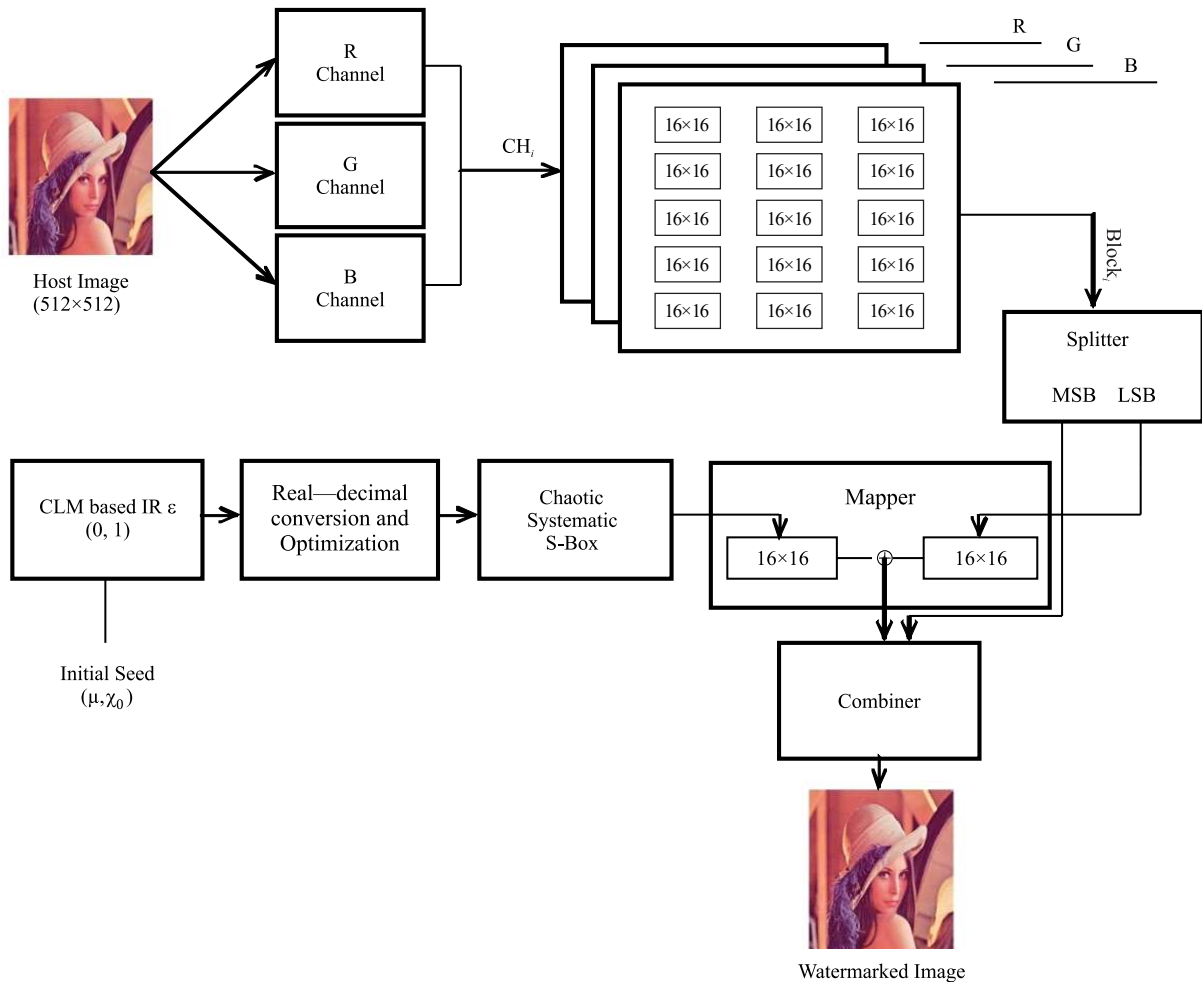 R
Channel
G
Channel
B
Channel
Host Image
(512×512)
CHi
R
G
B
16×16 16×16 16×16
16×16 16×16 16×16
16×16 16×16 16×16
16×16 16×16 16×16
16×16 16×16 16×16
Blocki
Splitter
MSB LSB
CLM based IR ε
(0, 1)
Real—decimal
conversion and
Optimization
Chaotic
Systematic
S-Box
Mapper
16×16 16×16
Initial Seed
(μ,χ0)
Combiner
Watermarked Image